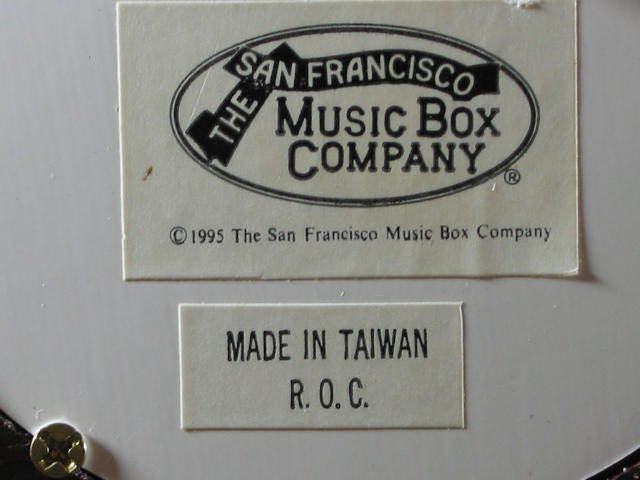 THE SAN FRANCISCO
MUSIC BOX
COMPANY ®
© 1995 The San Francisco Music Box Company
MADE IN TAIWAN
R. O. C.